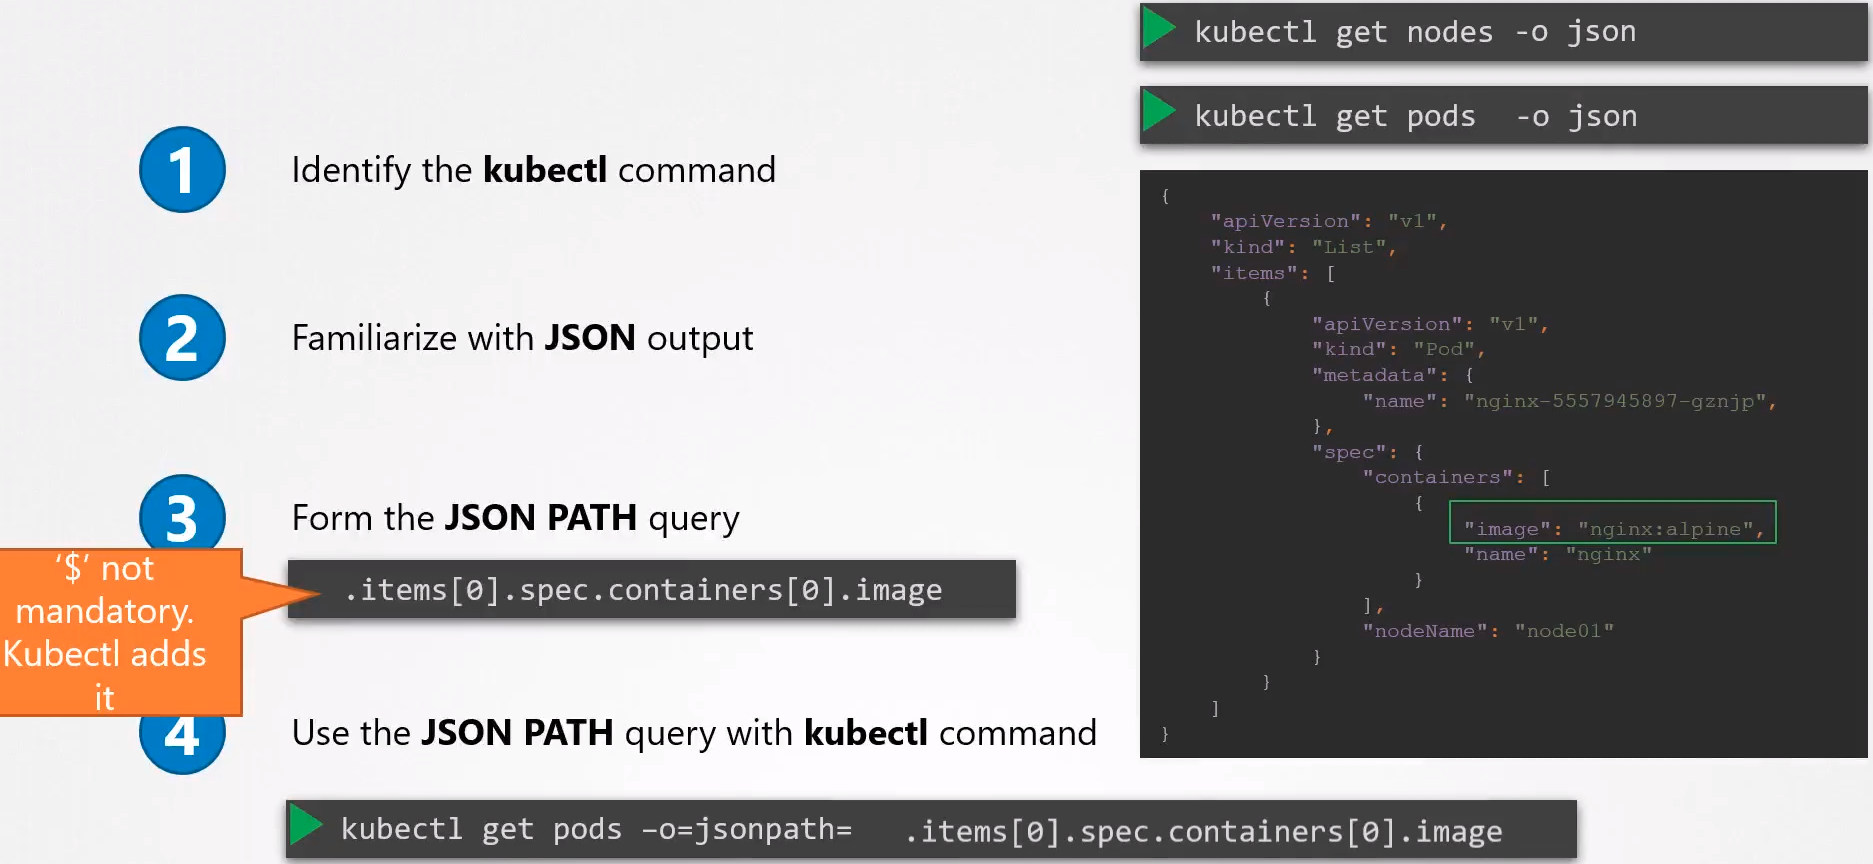 kubectl get nodes -o json
kubectl get pods -o json
1
Identify the kubectl command
2
Familiarize with JSON output
3
Form the JSON PATH query
'$' not
mandatory.
Kubectl adds
it
.items[0].spec.containers[0].image
4
Use the JSON PATH query with kubectl command
kubectl get pods –o=jsonpath= .items[0].spec.containers[0].image
{
"apiVersion": "v1",
"kind": "List",
"items": [
{
"apiVersion": "v1",
"kind": "Pod",
"metadata": {
"name": "nginx-5557945897-gznjp",
},
"spec": {
"containers": [
{
"image": "nginx:alpine",
"name": "nginx"
}
],
"nodeName": "node01"
}
}
]
}